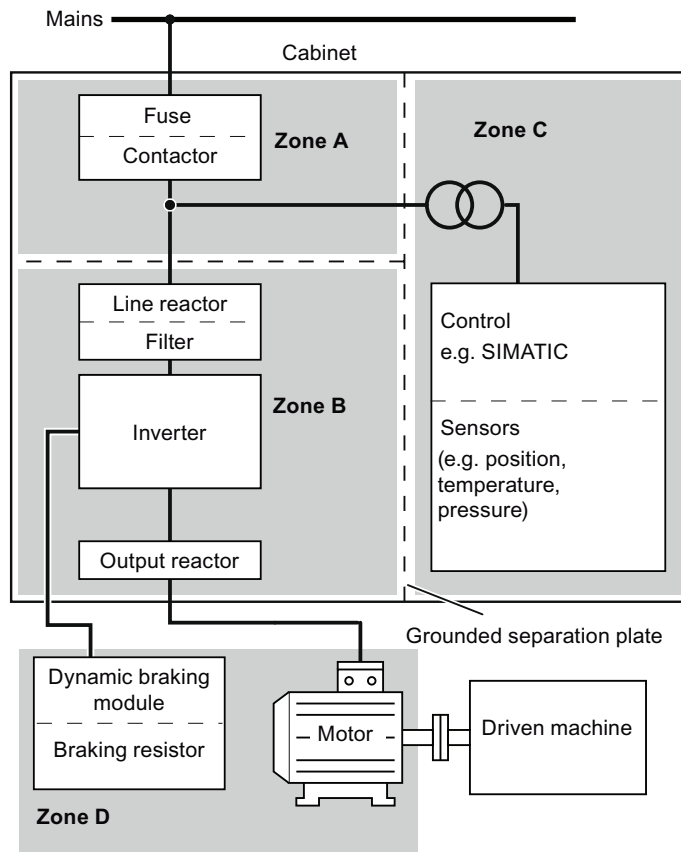 Mains
Cabinet
Fuse
Contactor
Zone A
Zone C
Line reactor
Filter
Control
e.g. SIMATIC
Inverter
Zone B
Sensors
(e.g. position,
temperature,
pressure)
Output reactor
Grounded separation plate
Dynamic braking
module
Braking resistor
Motor
Driven machine
Zone D